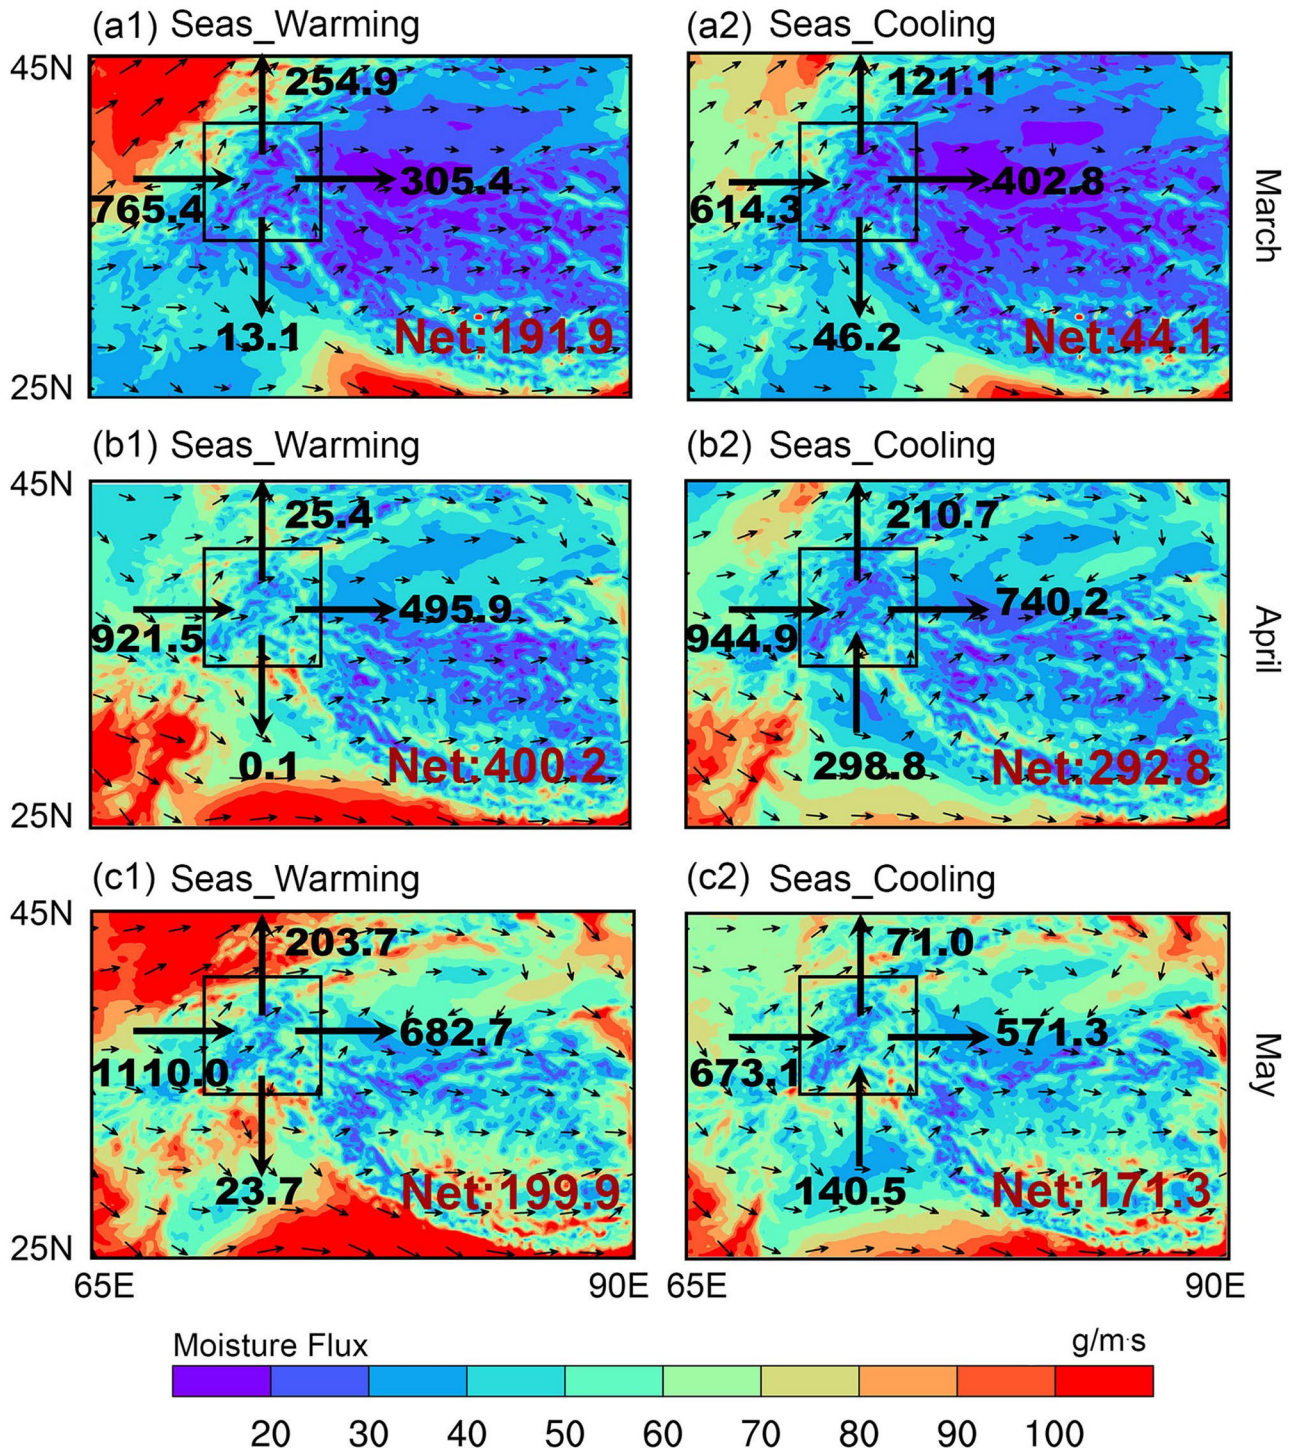 (a1) Seas_Warming
(a2) Seas_Cooling
45N
254.9
121.1
305.4
402.8
765.4
614.3
March
13.1
Net:191.9
46.2
Net:44.1
25N
(b1) Seas_Warming
(b2) Seas_Cooling
45N
25.4
210.7
495.9
740.2
921.5
944.9
April
0.1
Net:400.2
298.8
Net:292.8
25N
(c1) Seas_Warming
(c2) Seas_Cooling
45N
203.7
71.0
682.7
571.3
1110.0
673.1
May
23.7
Net:199.9
140.5
Net:171.3
25N
65E 90E 65E 90E
Moisture Flux g/m·s
20 30 40 50 60 70 80 90 100